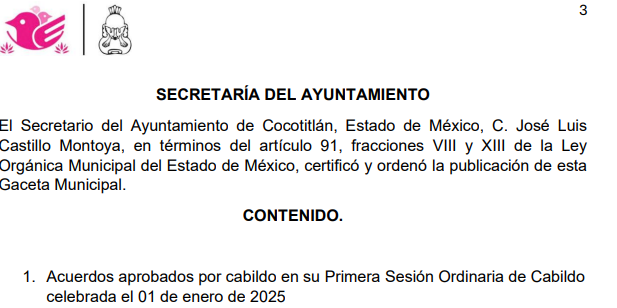 3
SECRETARÍA DEL AYUNTAMIENTO
El Secretario del Ayuntamiento de Cocotitlán, Estado de México, C. José Luis
Castillo Montoya, en términos del artículo 91, fracciones VIII y XIII de la Ley
Orgánica Municipal del Estado de México, certificó y ordenó la publicación de esta
Gaceta Municipal.
CONTENIDO.
1. Acuerdos aprobados por cabildo en su Primera Sesión Ordinaria de Cabildo
celebrada el 01 de enero de 2025